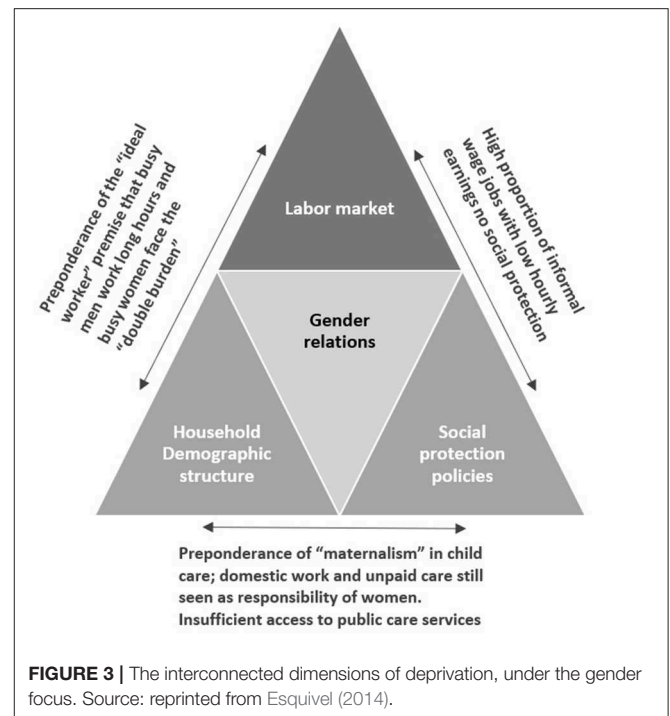 Preponderance of the "ideal
worker" premise that busy
men work long hours and
busy women face the
"double burden"
High proportion of informal
wage jobs with low hourly
earnings no social protection
Labor market
Gender
relations
Household
Demographic
structure
Social
protection
policies
Preponderance of "maternalism" in child
care; domestic work and unpaid care still
seen as responsibility of women.
Insufficient access to public care services
FIGURE 3 | The interconnected dimensions of deprivation, under the gender
focus. Source: reprinted from Esquivel (2014).